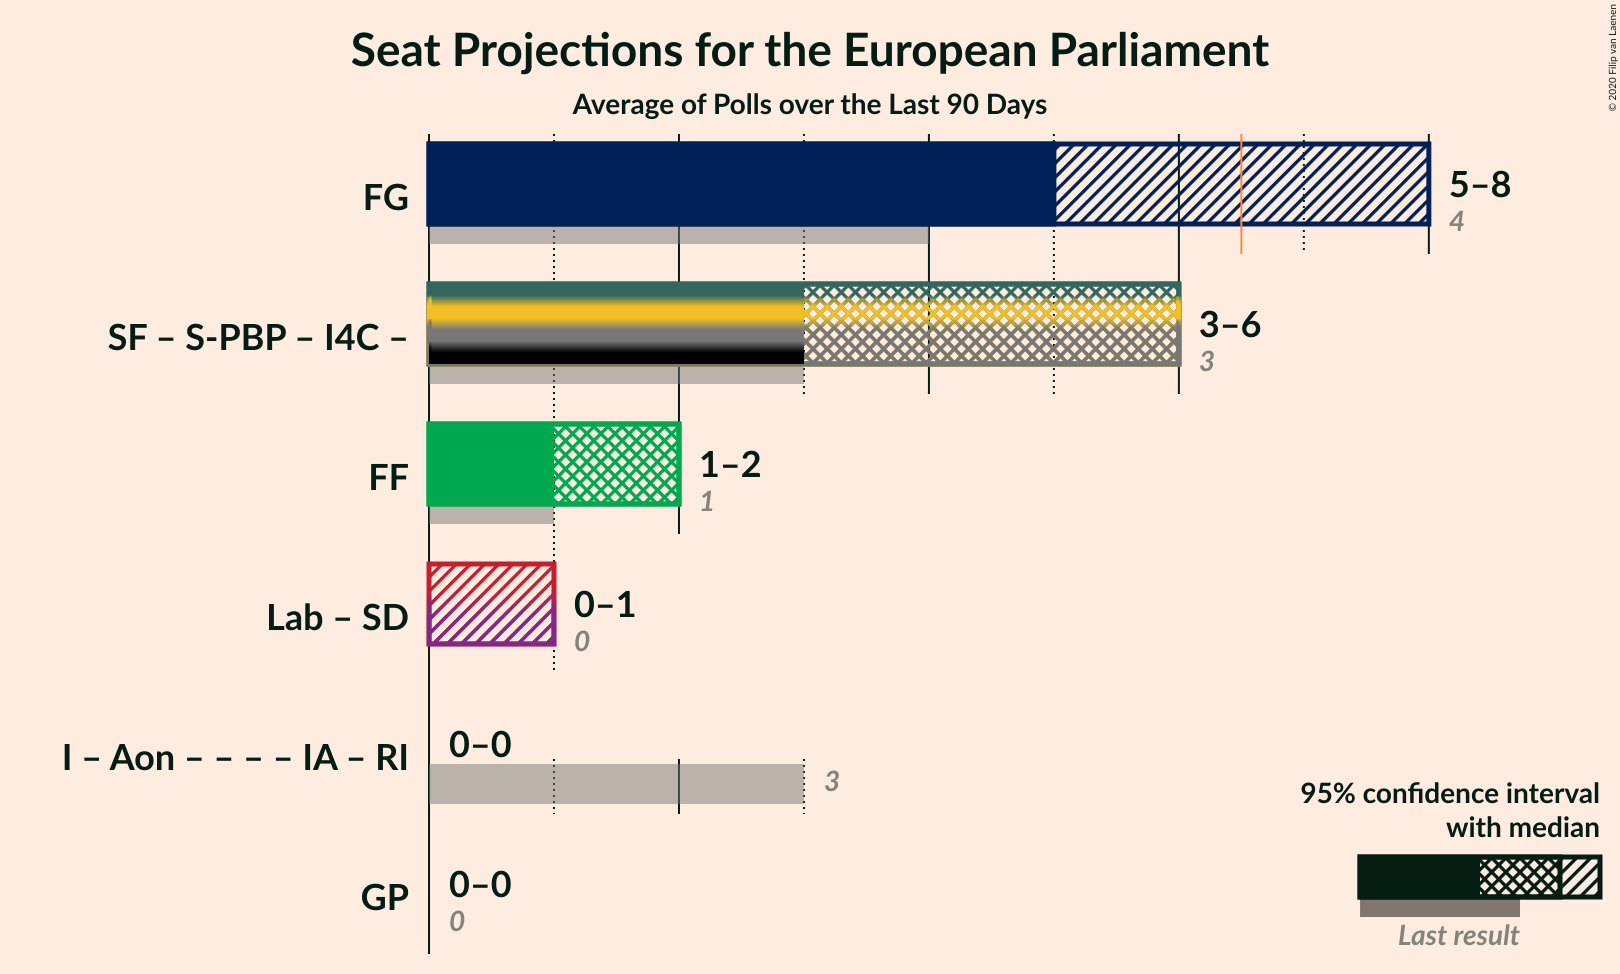 Seat Projections for the European Parliament
Average of Polls over the Last 90 Days
© 2020 Filip van Laenen
FG
5–8
4
SF – S-PBP – I4C –
3–6
3
FF
1–2
1
Lab – SD
0–1
0
I – Aon – – – – IA – RI
0–0
3
GP
0–0
0
95% confidence interval
with median
Last result